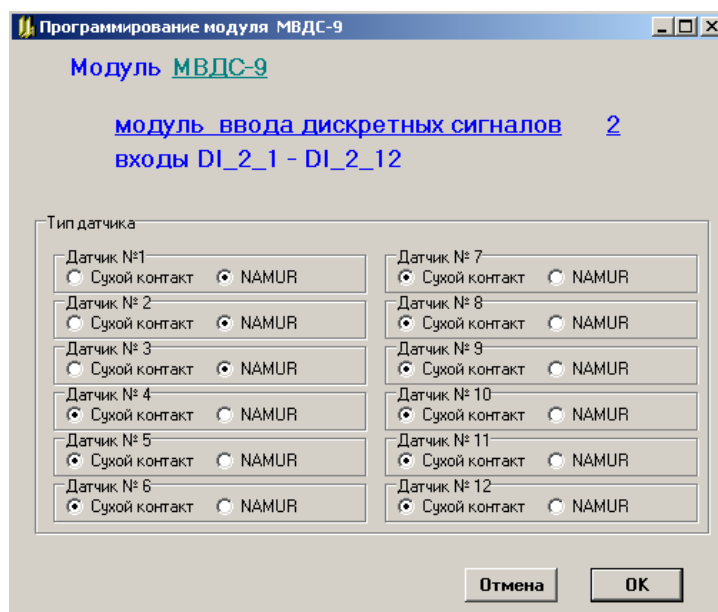 Программирование модуля МВДС-9
Модуль МВДС-9
модуль ввода дискретных сигналов 2
входы DI_2_1 - DI_2_12
Тип датчика
Датчик №1
Сухой контакт NAMUR
Датчик № 2
Сухой контакт NAMUR
Датчик № 3
Сухой контакт NAMUR
Датчик № 4
Сухой контакт NAMUR
Датчик № 5
Сухой контакт NAMUR
Датчик № 6
Сухой контакт NAMUR
Датчик № 7
Сухой контакт NAMUR
Датчик № 8
Сухой контакт NAMUR
Датчик № 9
Сухой контакт NAMUR
Датчик № 10
Сухой контакт NAMUR
Датчик № 11
Сухой контакт NAMUR
Датчик № 12
Сухой контакт NAMUR
Отмена OK